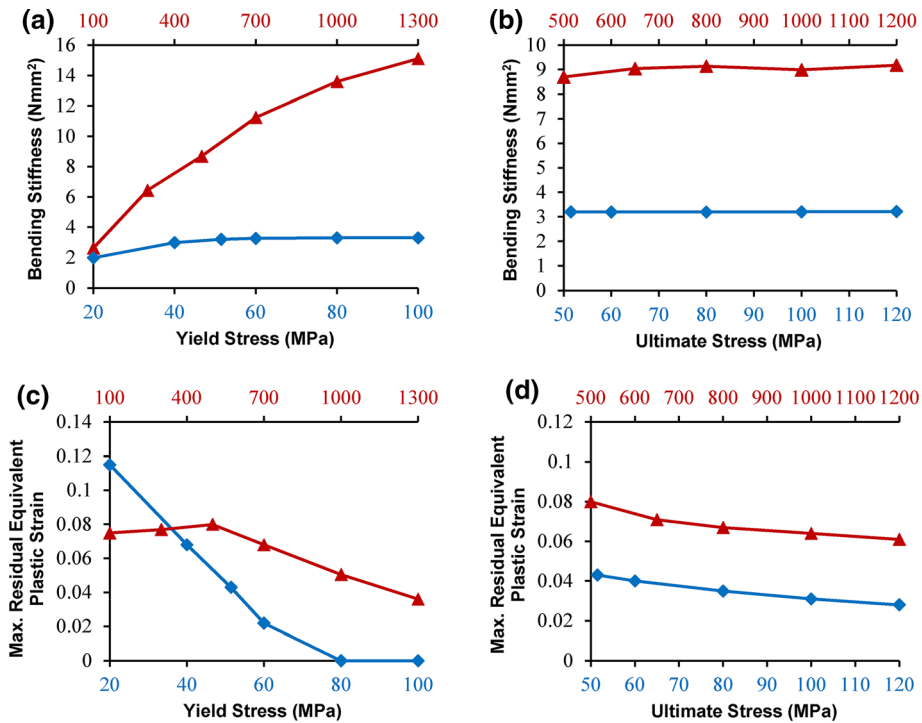 (a)
100 400 700 1000 1300
16
14
12
10
8
6
4
2
0
Bending Stiffness (Nmm²)
20 40 60 80 100
Yield Stress (MPa)
(b)
500 600 700 800 900 1000 1100 1200
10
9
8
7
6
5
4
3
2
1
0
Bending Stiffness (Nmm²)
50 60 70 80 90 100 110 120
Ultimate Stress (MPa)
(c)
100 400 700 1000 1300
0.14
0.12
0.1
0.08
0.06
0.04
0.02
0
Max. Residual Equivalent
Plastic Strain
20 40 60 80 100
Yield Stress (MPa)
(d)
500 600 700 800 900 1000 1100 1200
0.12
0.1
0.08
0.06
0.04
0.02
0
Max. Residual Equivalent
Plastic Strain
50 60 70 80 90 100 110 120
Ultimate Stress (MPa)